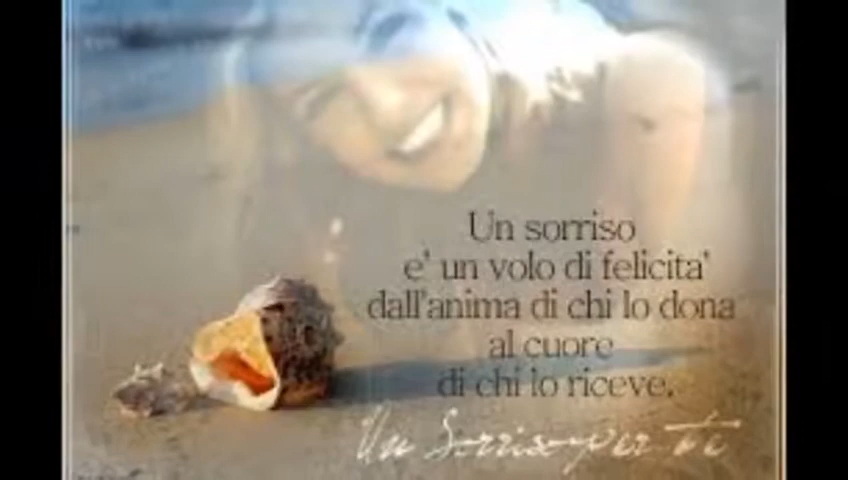 Un sorriso
e' un volo di felicita'
dall'anima di chi lo dona
al cuore
di chi lo riceve.
Un Sorriso per te